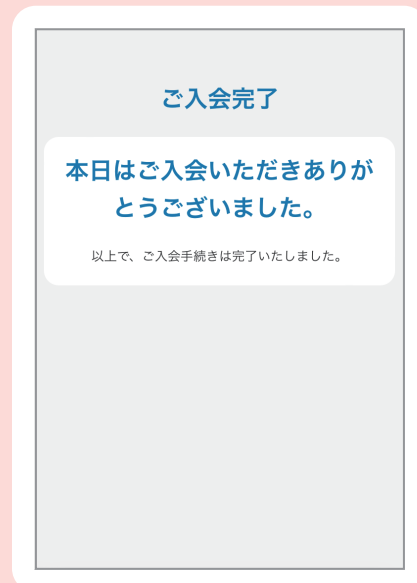 ご入会完了
本日はご入会いただきありが
とうございました。
以上で、ご入会手続きは完了いたしました。